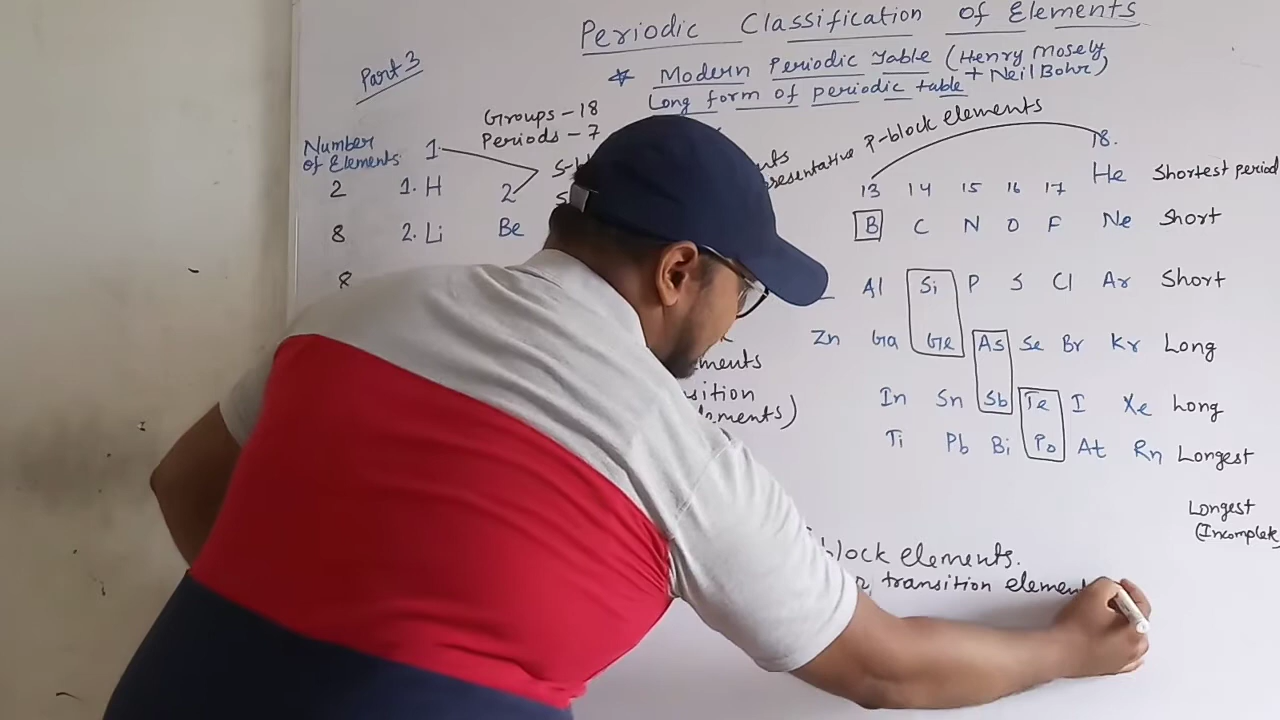 Periodic Classification of Elements
Part 3
* Modern Periodic Table (Henry Mosely
+ Neil Bohr)
Long form of periodic table
Groups - 18
Periods - 7
P-block elements
Number
of Elements
1
18.
2 1. H 2 13 14 15 16 17 He Shortest period
8 2. Li Be B C N O F Ne Short
8 Al Si P S Cl Ar Short
Zn Ga Ge As Se Br Kr Long
In Sn Sb Te I Xe Long
Ti Pb Bi Po At Rn Longest
Longest
(Incomplete
block elements.
transition element